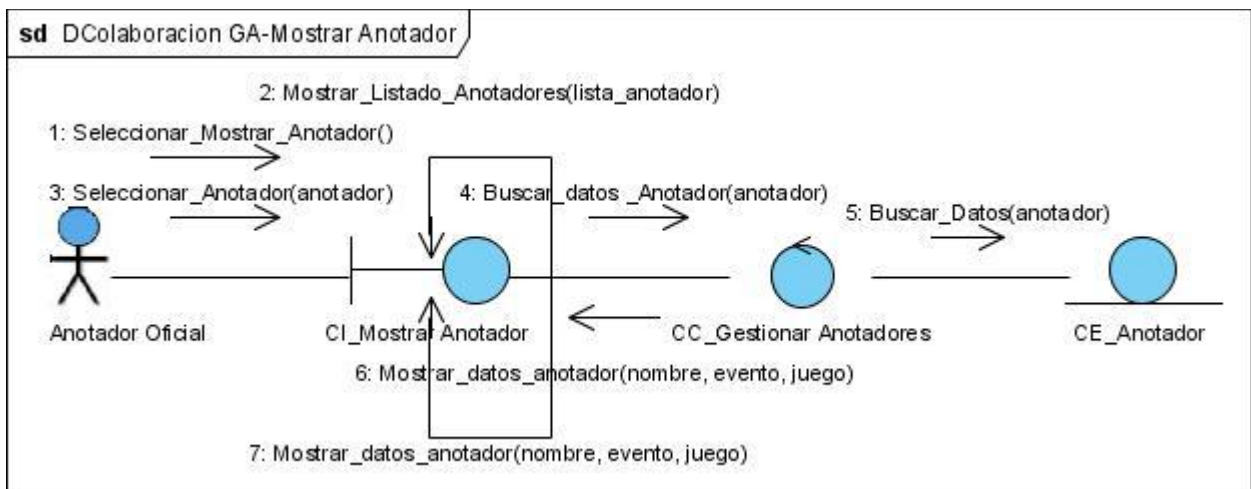 sd DColaboracion GA-Mostrar Anotador
2: Mostrar_Listado_Anotadores(lista_anotador)
1: Seleccionar_Mostrar_Anotador()
3: Seleccionar_Anotador(anotador)
4: Buscar_datos _Anotador(anotador)
5: Buscar_Datos(anotador)
Anotador Oficial
CI_Mostrar Anotador
CC_Gestionar Anotadores
CE_Anotador
6: Mostrar_datos_anotador(nombre, evento, juego)
7: Mostrar_datos_anotador(nombre, evento, juego)